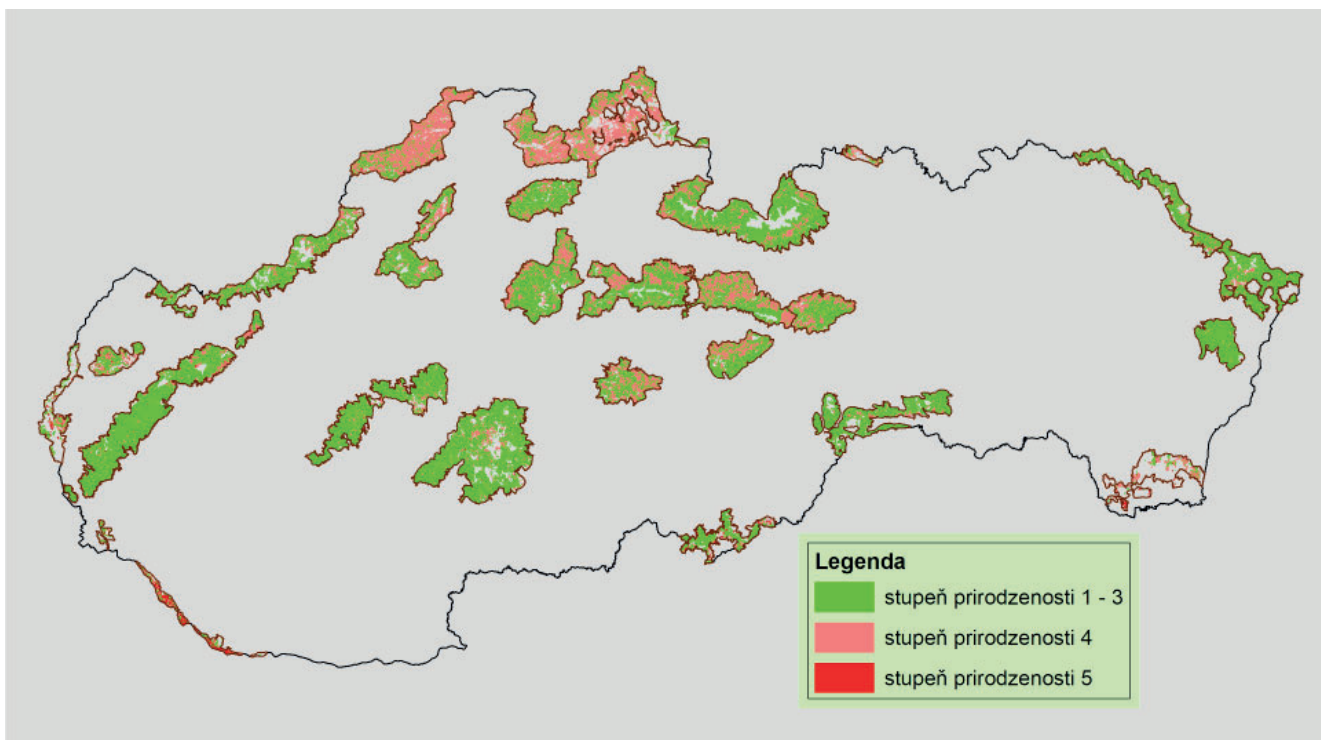 Legenda
stupeň prirodzenosti 1 - 3
stupeň prirodzenosti 4
stupeň prirodzenosti 5